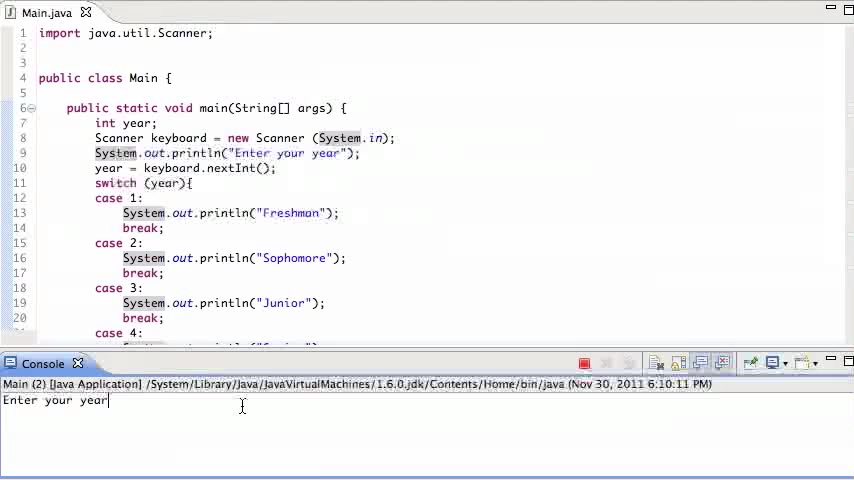 Main.java
1 import java.util.Scanner;
2
3
4 public class Main {
5
6 public static void main(String[] args) {
7 int year;
8 Scanner keyboard = new Scanner (System.in);
9 System.out.println("Enter your year");
10 year = keyboard.nextInt();
11 switch (year){
12 case 1:
13 System.out.println("Freshman");
14 break;
15 case 2:
16 System.out.println("Sophomore");
17 break;
18 case 3:
19 System.out.println("Junior");
20 break;
case 4:
Console
Main (2) [Java Application] /System/Library/Java/JavaVirtualMachines/1.6.0.jdk/Contents/Home/bin/java (Nov 30, 2011 6:10:11 PM)
Enter your year